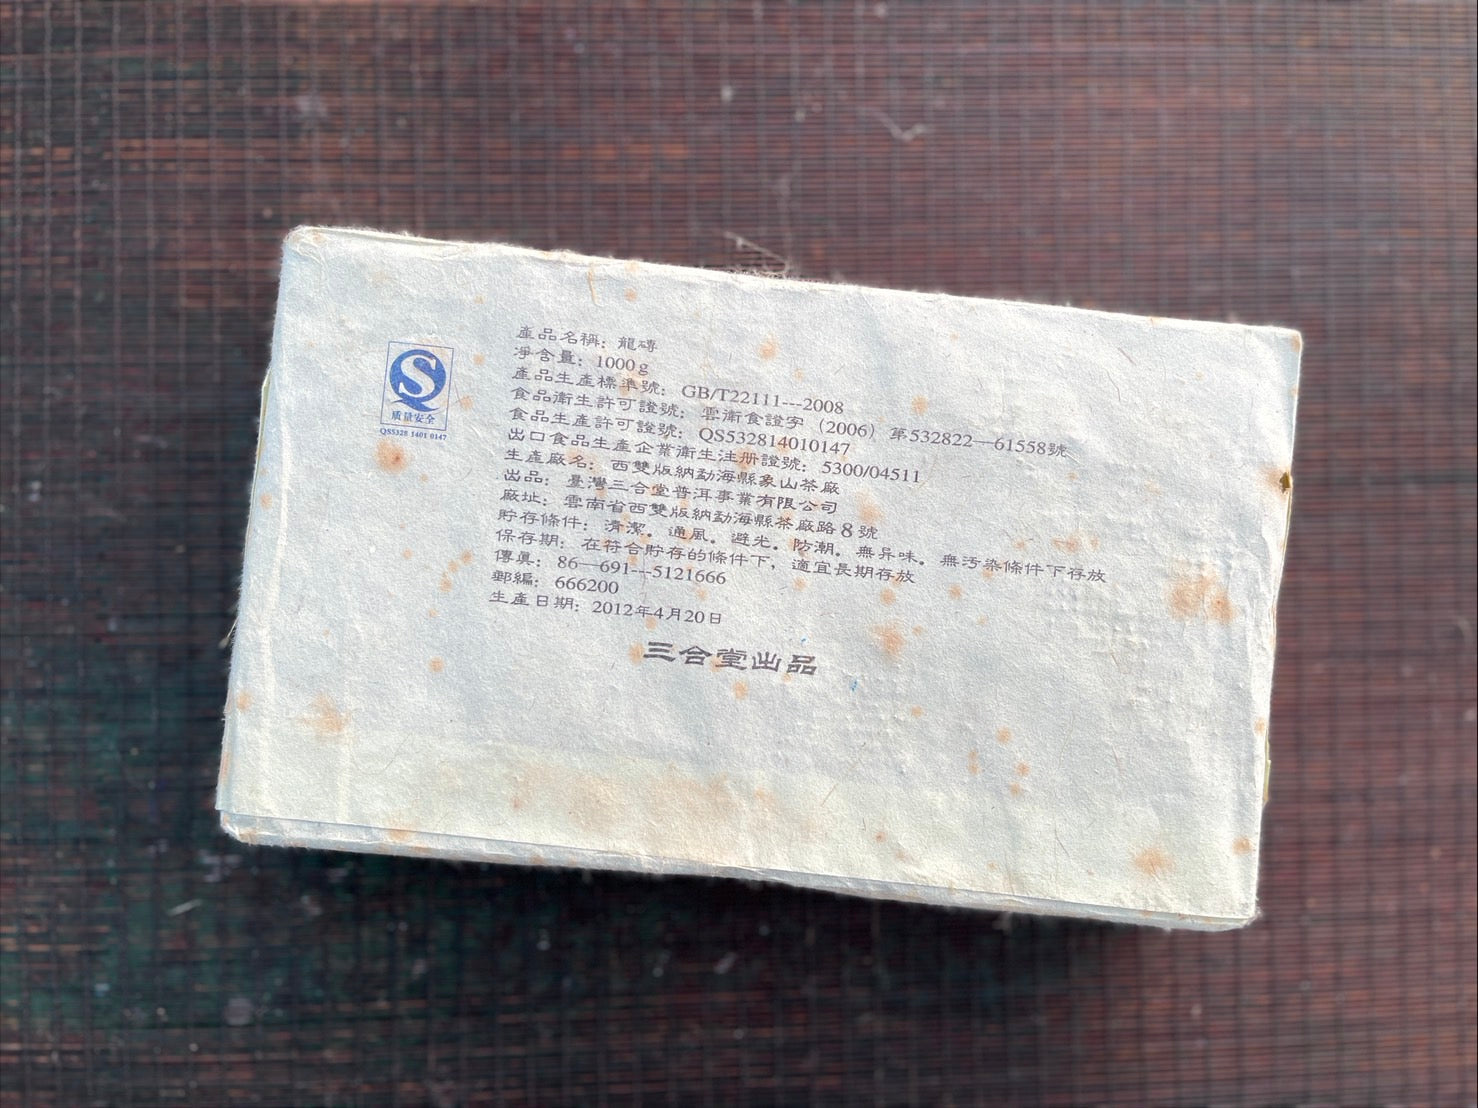 S
质量安全
QS5328 1401 0147
產品名稱: 龍磚
淨含量: 1000g
產品生產標準號: GB/T22111---2008
食品衛生許可證號: 雲衛食證字 (2006) 第532822—61558號
食品生產許可證號: QS532814010147
出口食品生產企業衛生注册證號: 5300/04511
生產廠名: 西雙版納勐海縣象山茶廠
出品: 臺灣三合堂普洱事業有限公司
廠址: 雲南省西雙版納勐海縣茶廠路8號
貯存條件: 清潔。通風。避光。防潮。無异味。無污染條件下存放
保存期: 在符合貯存的條件下, 適宜長期存放
傳真: 86—691---5121666
郵編: 666200
生產日期: 2012年4月20日
三合堂出品